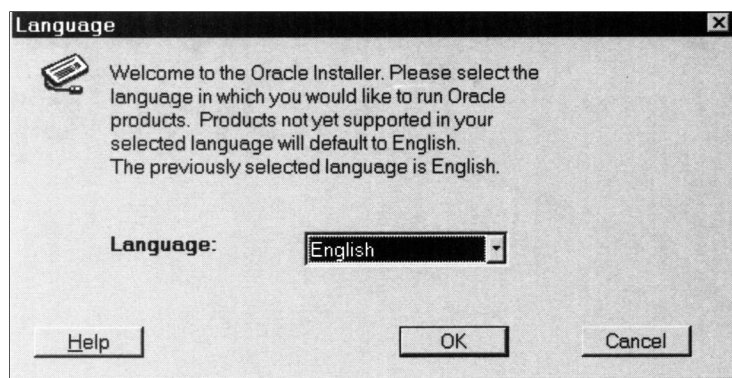 Language
Welcome to the Oracle Installer. Please select the
language in which you would like to run Oracle
products. Products not yet supported in your
selected language will default to English.
The previously selected language is English.
Language:
English
Help
OK
Cancel